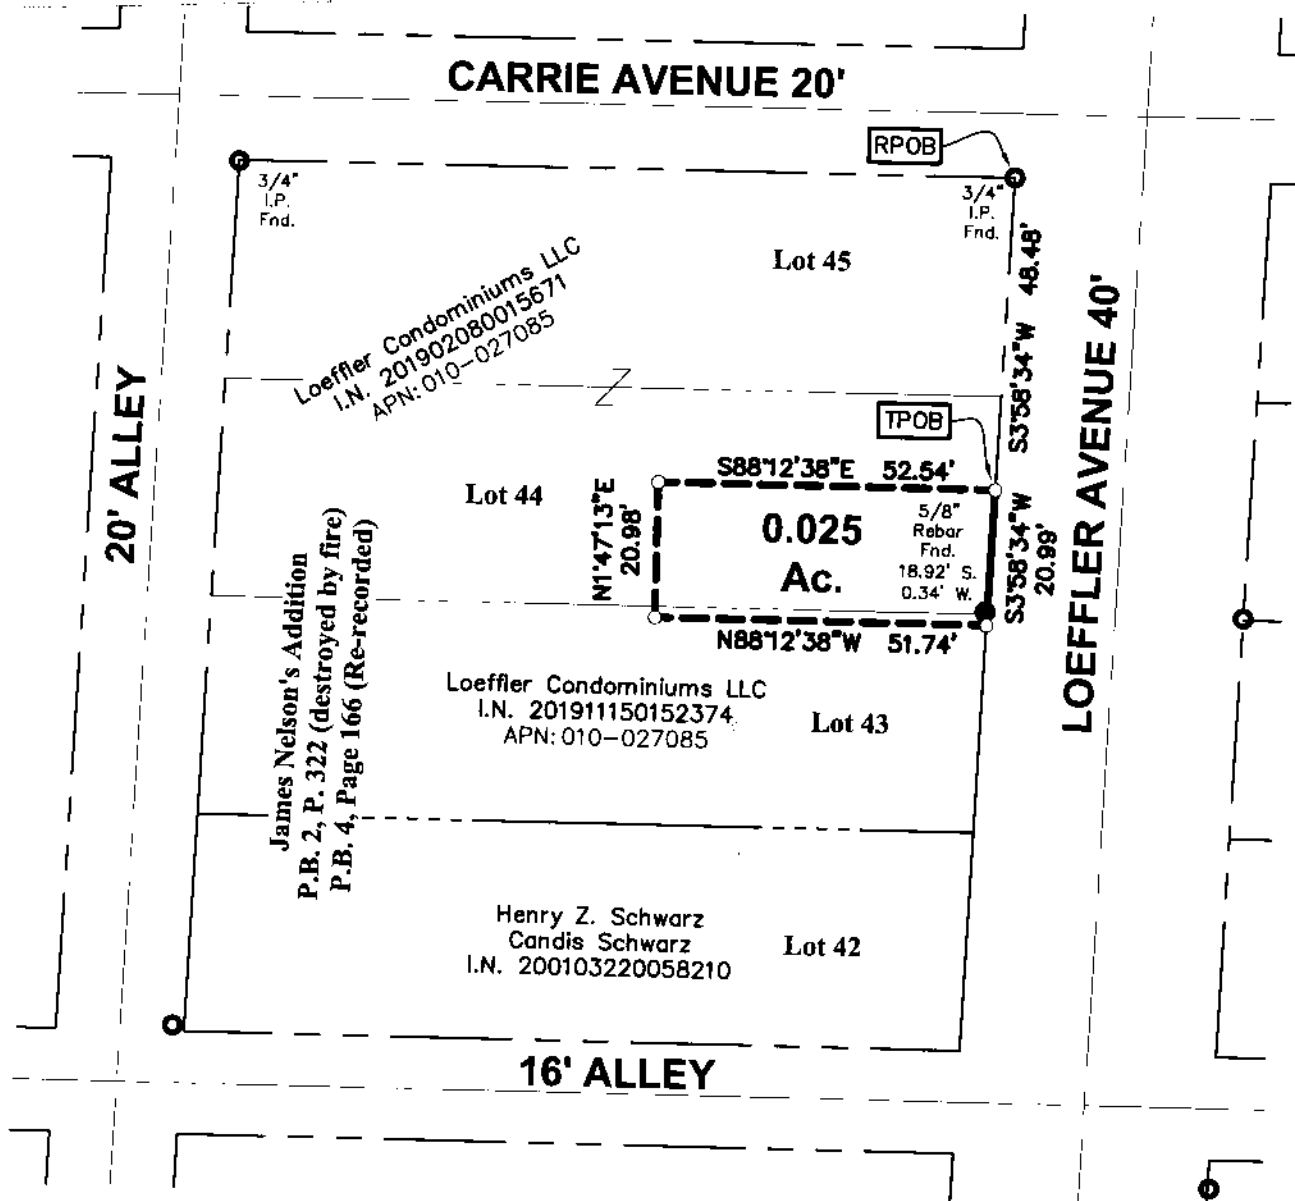 CARRIE AVENUE 20'
RPOB
3/4"
I.P.
Fnd.
3/4"
I.P.
Fnd.
Lot 45
S3°58'34"W 48.48'
Loeffler Condominiums LLC
I.N. 201902080015671
APN: 010-027085
20' ALLEY
LOEFFLER AVENUE 40'
TPOB
S88°12'38"E 52.54'
Lot 44
N1°47'13"E
20.98'
0.025
Ac.
5/8"
Rebar
Fnd.
18.92' S.
0.34' W.
S3°58'34"W
20.99'
N88°12'38"W 51.74'
James Nelson's Addition
P.B. 2, P. 322 (destroyed by fire)
P.B. 4, Page 166 (Re-recorded)
Loeffler Condominiums LLC
I.N. 201911150152374
APN: 010-027085
Lot 43
Henry Z. Schwarz
Candis Schwarz
I.N. 200103220058210
Lot 42
16' ALLEY